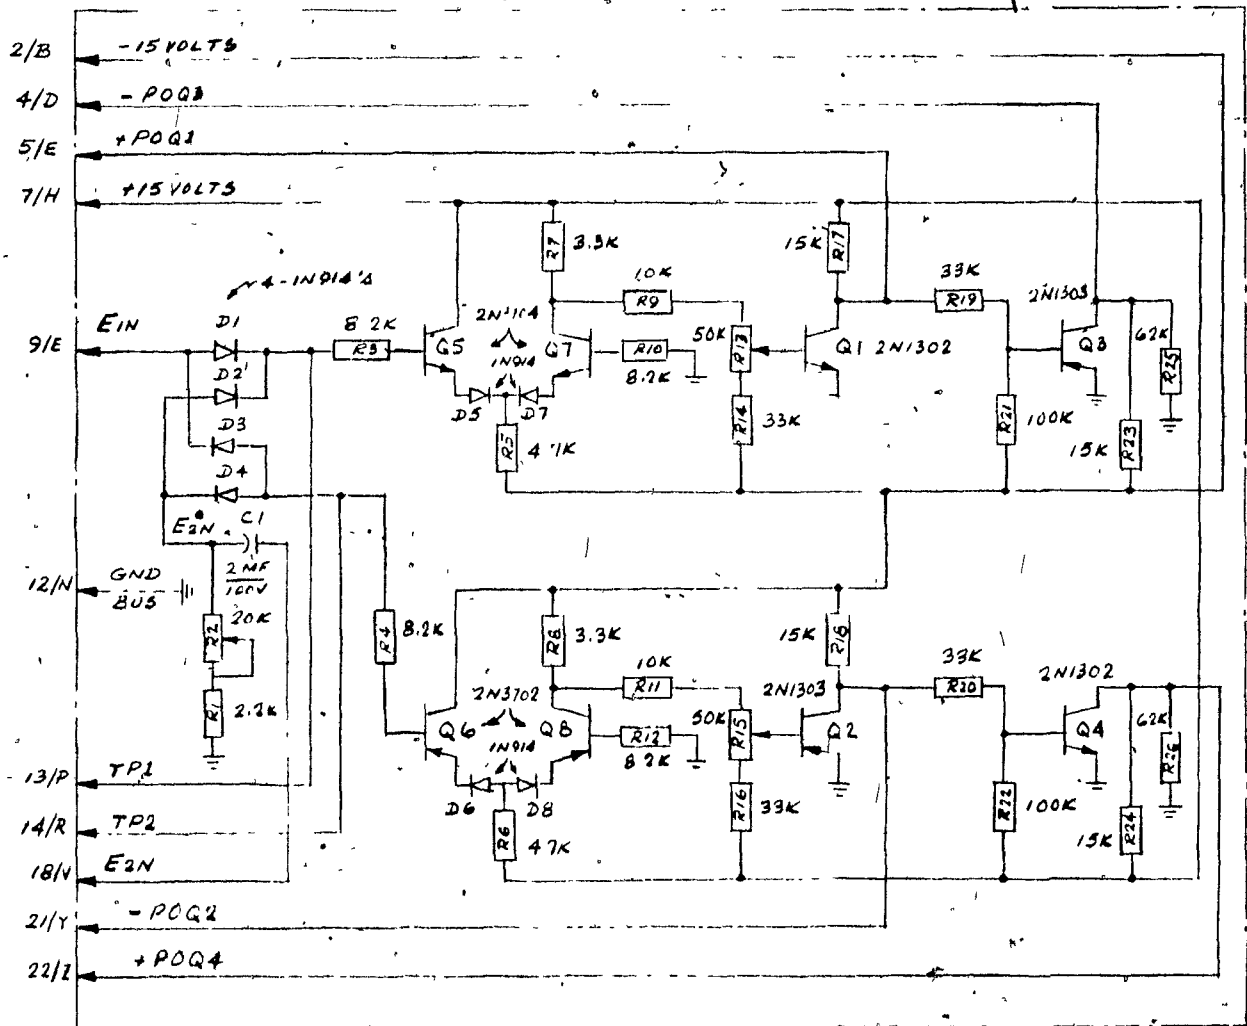 2/B -15 VOLTS
4/D -POQ3
5/E +POQ1
7/H +15 VOLTS
R7 3.3K
15K R17
4-1N914'S
10K
R9
33K
R19
2N1303
9/E E1N
D1
8.2K
R3
Q5
Q7
1N914
R10
8.2K
50K R13
Q1 2N1302
Q3
62K R25
D2
D5 D7
D3
R5 47K
R14 33K
R21 100K
15K R23
D4
E2N C1
12/N GND BUS
2 MF
100V
20K
R2
R4 8.2K
R8 3.3K
15K R18
10K
R11
33K
R20
2N1302
2N3702
2N1303
R1 2.2K
Q6
Q8
1N914
R12
8.2K
50K R15
Q2
Q4
62K R26
D6 D8
13/P TP1
R6 47K
R16 33K
R22 100K
15K R24
14/R TP2
18/V E2N
21/Y -POQ2
22/Z +POQ4